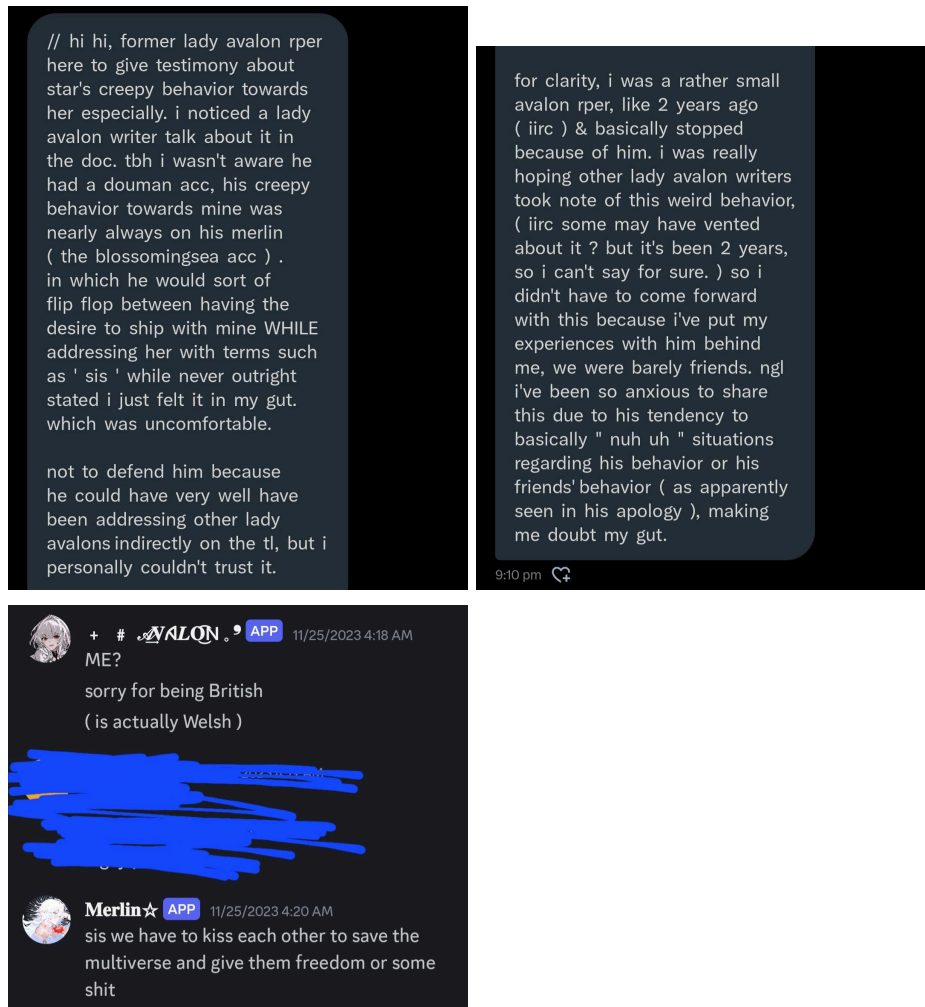 // hi hi, former lady avalon rper
here to give testimony about
star's creepy behavior towards
her especially. i noticed a lady
avalon writer talk about it in
the doc. tbh i wasn't aware he
had a douman acc, his creepy
behavior towards mine was
nearly always on his merlin
( the blossomingsea acc ) .
in which he would sort of
flip flop between having the
desire to ship with mine WHILE
addressing her with terms such
as ' sis ' while never outright
stated i just felt it in my gut.
which was uncomfortable.
not to defend him because
he could have very well have
been addressing other lady
avalons indirectly on the tl, but i
personally couldn't trust it.
for clarity, i was a rather small
avalon rper, like 2 years ago
( iirc ) & basically stopped
because of him. i was really
hoping other lady avalon writers
took note of this weird behavior,
( iirc some may have vented
about it ? but it's been 2 years,
so i can't say for sure. ) so i
didn't have to come forward
with this because i've put my
experiences with him behind
me, we were barely friends. ngl
i've been so anxious to share
this due to his tendency to
basically " nuh uh " situations
regarding his behavior or his
friends' behavior ( as apparently
seen in his apology ), making
me doubt my gut.
9:10 pm
+ # 𝒜𝒱𝒜𝐿𝒪𝒩 。❜ APP 11/25/2023 4:18 AM
ME?
sorry for being British
( is actually Welsh )
Merlin☆ APP 11/25/2023 4:20 AM
sis we have to kiss each other to save the
multiverse and give them freedom or some
shit